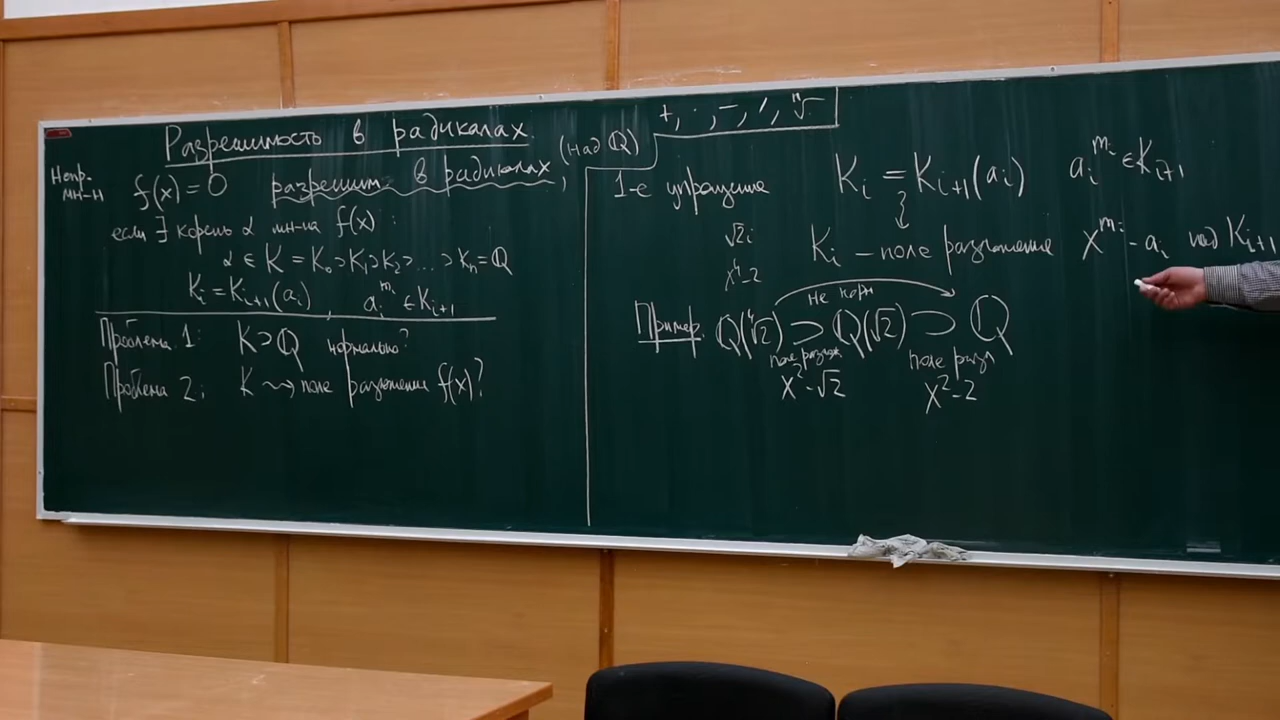 Разрешимость в радикалах.
Непр. мн-н
f(x) = 0 разрешим. в радикалах, (над ℚ)
если ∃ корень α мн-на f(x) :
α ∈ K = K₀ ⊃ K₁ ⊃ K₂ ⊃ ... ⊃ Kₙ = ℚ
Kᵢ = Kᵢ₊₁(aᵢ), aᵢ^mᵢ ∈ Kᵢ₊₁
Проблема 1: K ⊃ ℚ нормально?
Проблема 2: K ⇝ поле разложения f(x)?
+, ·, −, /, ⁿ√
1-е упрощение Kᵢ = Kᵢ₊₁(aᵢ) aᵢ^mᵢ ∈ Kᵢ₊₁
Kᵢ – поле разложения x^mᵢ - aᵢ над Kᵢ₊₁
√2i
x⁴-2
не норм
Пример. ℚ(⁴√2) ⊃ ℚ(√2) ⊃ ℚ
поле разлож x²-√2
поле разл x²-2